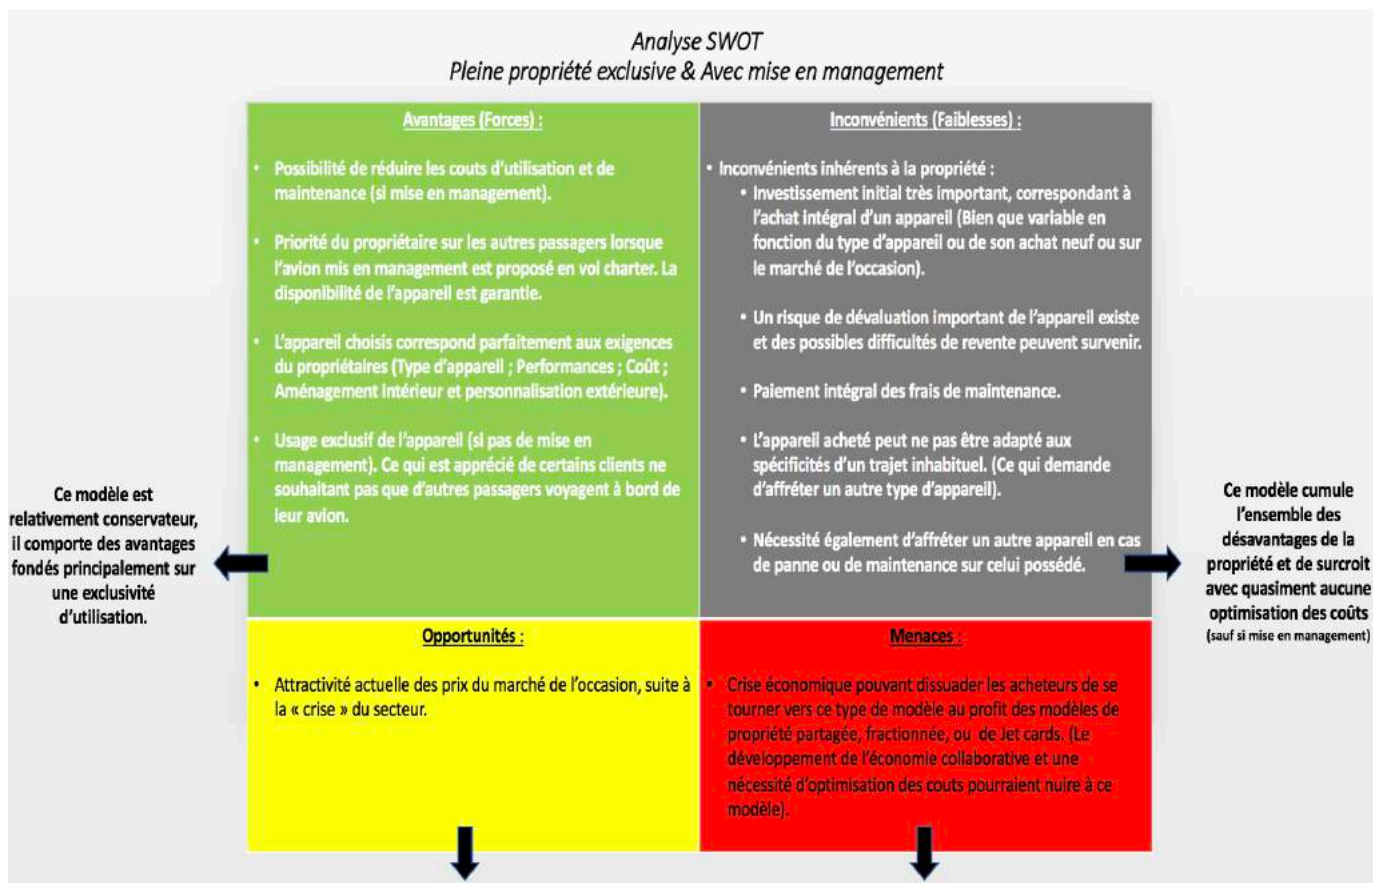 Analyse SWOT
Pleine propriété exclusive & Avec mise en management
Avantages (Forces) :
• Possibilité de réduire les couts d'utilisation et de
maintenance (si mise en management).
• Priorité du propriétaire sur les autres passagers lorsque
l'avion mis en management est proposé en vol charter. La
disponibilité de l'appareil est garantie.
• L'appareil choisis correspond parfaitement aux exigences
du propriétaires (Type d'appareil ; Performances ; Coût ;
Aménagement intérieur et personnalisation extérieure).
• Usage exclusif de l'appareil (si pas de mise en
management). Ce qui est apprécié de certains clients ne
souhaitant pas que d'autres passagers voyagent à bord de
leur avion.
Inconvénients (Faiblesses) :
• Inconvénients inhérents à la propriété :
• Investissement initial très important, correspondant à
l'achat intégral d'un appareil (Bien que variable en
fonction du type d'appareil ou de son achat neuf ou sur
le marché de l'occasion).
• Un risque de dévaluation important de l'appareil existe
et des possibles difficultés de revente peuvent survenir.
• Paiement intégral des frais de maintenance.
• L'appareil acheté peut ne pas être adapté aux
spécificités d'un trajet inhabituel. (Ce qui demande
d'affréter un autre type d'appareil).
• Nécessité également d'affréter un autre appareil en cas
de panne ou de maintenance sur celui possédé.
Ce modèle est
relativement conservateur,
il comporte des avantages
fondés principalement sur
une exclusivité
d'utilisation.
Ce modèle cumule
l'ensemble des
désavantages de la
propriété et de surcroit
avec quasiment aucune
optimisation des coûts
(sauf si mise en management)
Opportunités :
• Attractivité actuelle des prix du marché de l'occasion, suite à
la « crise » du secteur.
Menaces :
• Crise économique pouvant dissuader les acheteurs de se
tourner vers ce type de modèle au profit des modèles de
propriété partagée, fractionnée, ou de Jet cards. (Le
développement de l'économie collaborative et une
nécessité d'optimisation des couts pourraient nuire à ce
modèle).